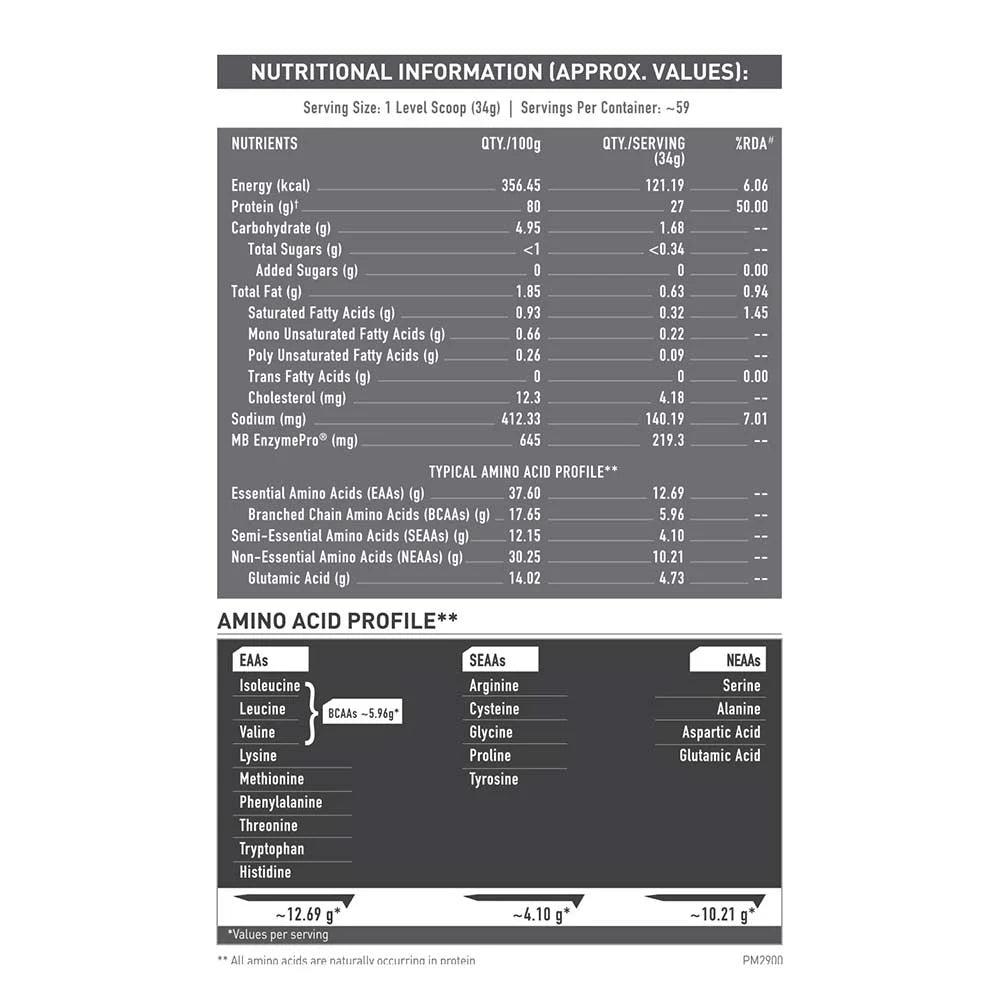 NUTRITIONAL INFORMATION (APPROX. VALUES):
Serving Size: 1 Level Scoop (34g) | Servings Per Container: ~59
NUTRIENTS QTY./100g QTY./SERVING (34g) %RDA#
Energy (kcal) 356.45 121.19 6.06
Protein (g)† 80 27 50.00
Carbohydrate (g) 4.95 1.68 --
Total Sugars (g) <1 <0.34 --
Added Sugars (g) 0 0 0.00
Total Fat (g) 1.85 0.63 0.94
Saturated Fatty Acids (g) 0.93 0.32 1.45
Mono Unsaturated Fatty Acids (g) 0.66 0.22 --
Poly Unsaturated Fatty Acids (g) 0.26 0.09 --
Trans Fatty Acids (g) 0 0 0.00
Cholesterol (mg) 12.3 4.18 --
Sodium (mg) 412.33 140.19 7.01
MB EnzymePro® (mg) 645 219.3 --
TYPICAL AMINO ACID PROFILE**
Essential Amino Acids (EAAs) (g) 37.60 12.69 --
Branched Chain Amino Acids (BCAAs) (g) 17.65 5.96 --
Semi-Essential Amino Acids (SEAAs) (g) 12.15 4.10 --
Non-Essential Amino Acids (NEAAs) (g) 30.25 10.21 --
Glutamic Acid (g) 14.02 4.73 --
AMINO ACID PROFILE**
EAAs SEAAs NEAAs
Isoleucine Arginine Serine
Leucine BCAAs ~5.96g* Cysteine Alanine
Valine Glycine Aspartic Acid
Lysine Proline Glutamic Acid
Methionine Tyrosine
Phenylalanine
Threonine
Tryptophan
Histidine
~12.69 g* ~4.10 g* ~10.21 g*
*Values per serving
** All amino acids are naturally occurring in protein PM2900